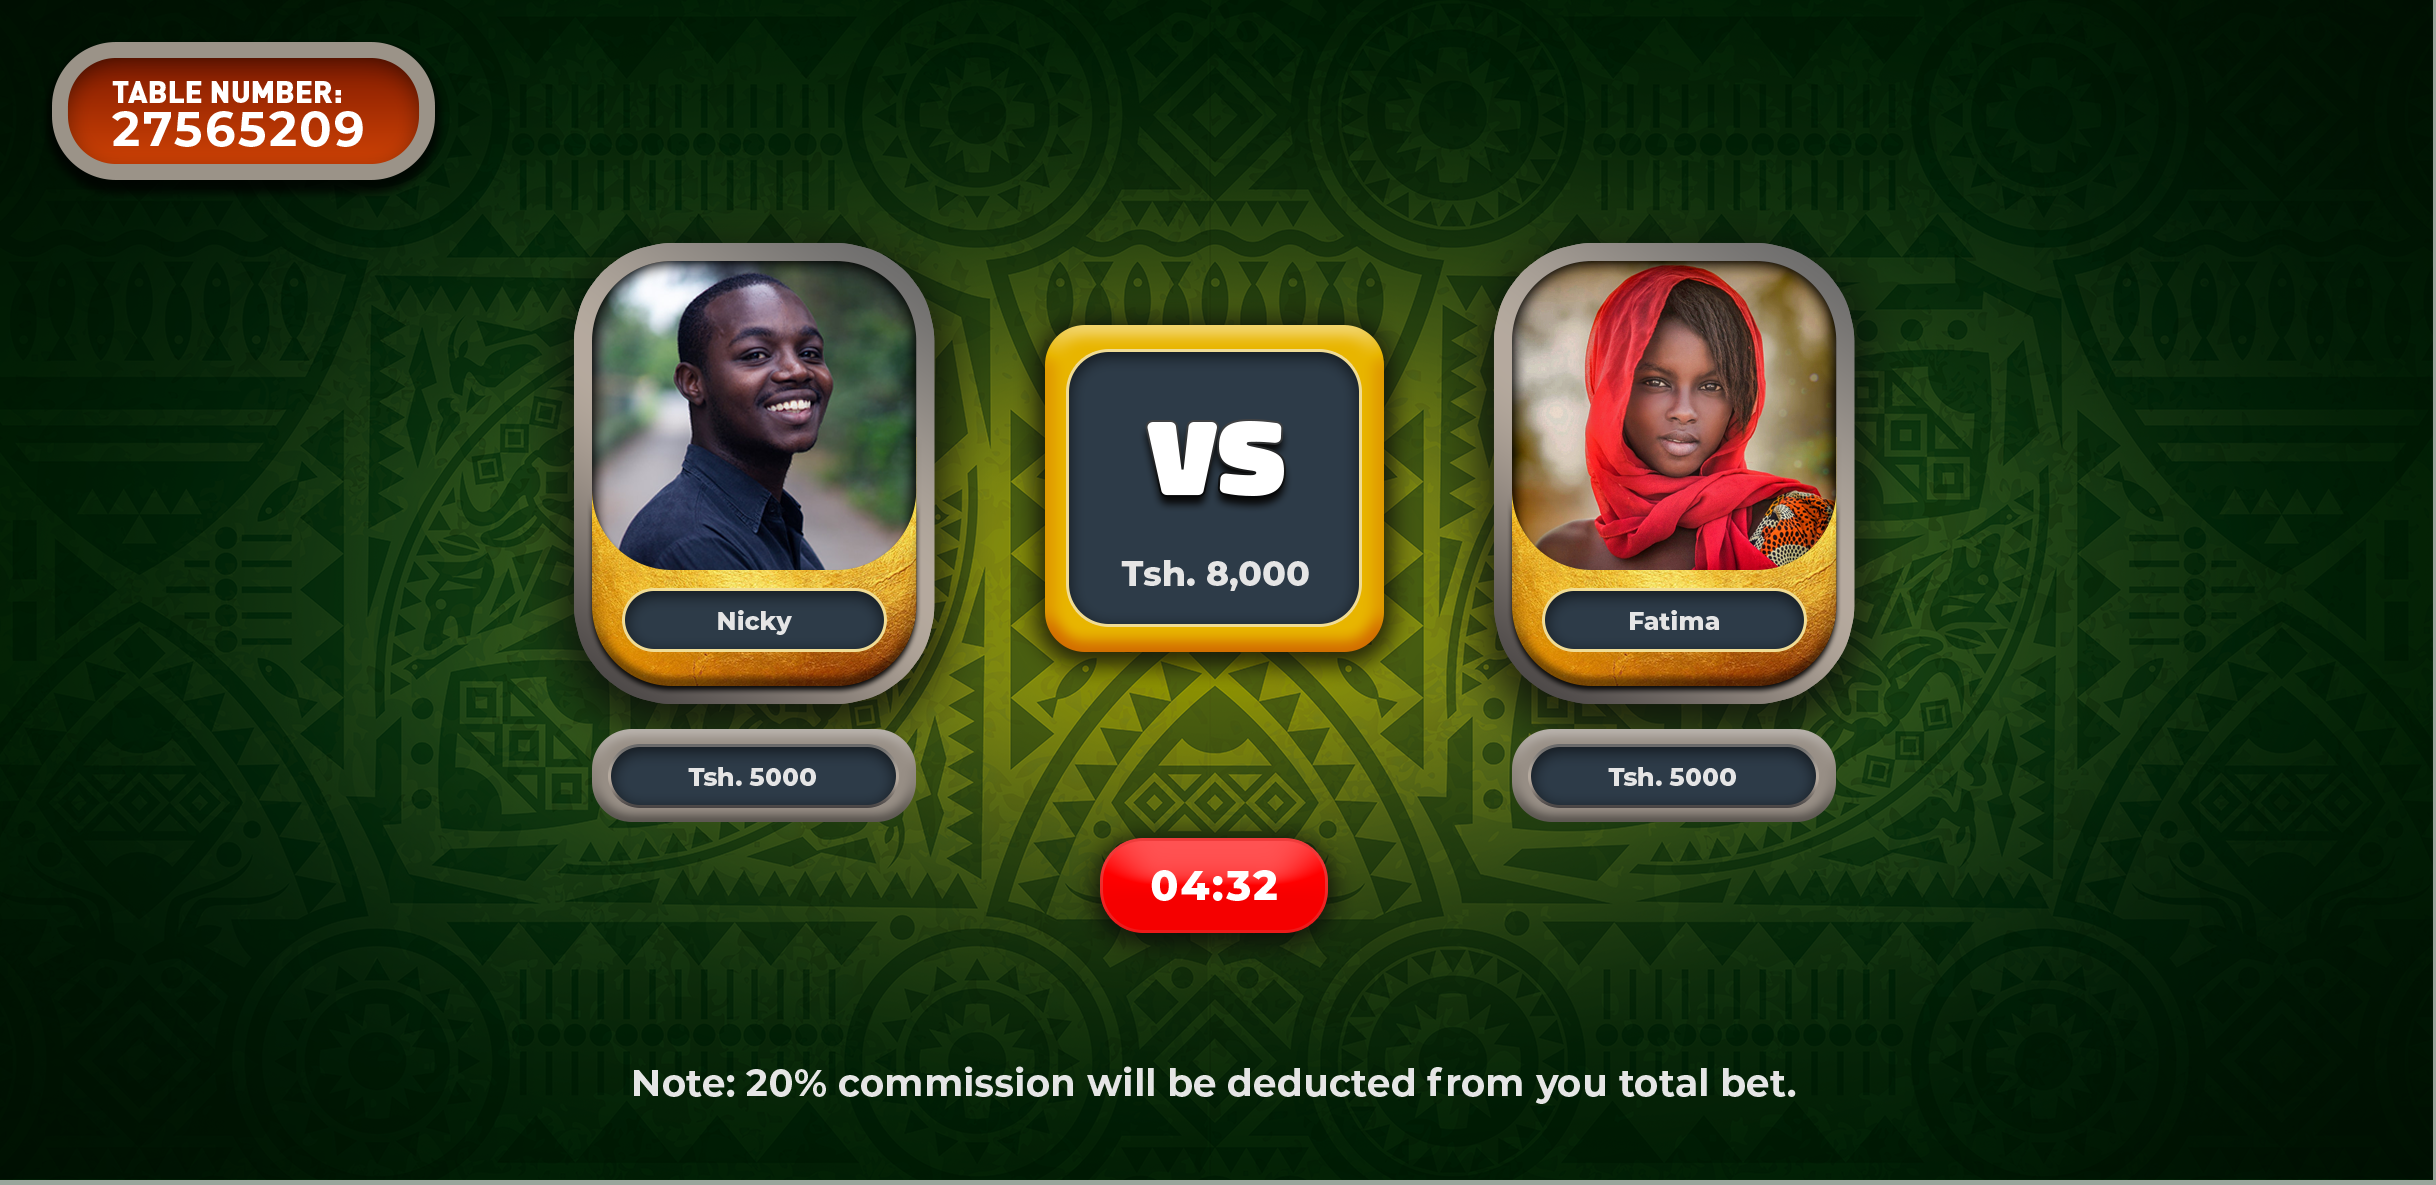 TABLE NUMBER:
27565209
VS
Tsh. 8,000
Nicky
Fatima
Tsh. 5000
Tsh. 5000
04:32
Note: 20% commission will be deducted from you total bet.